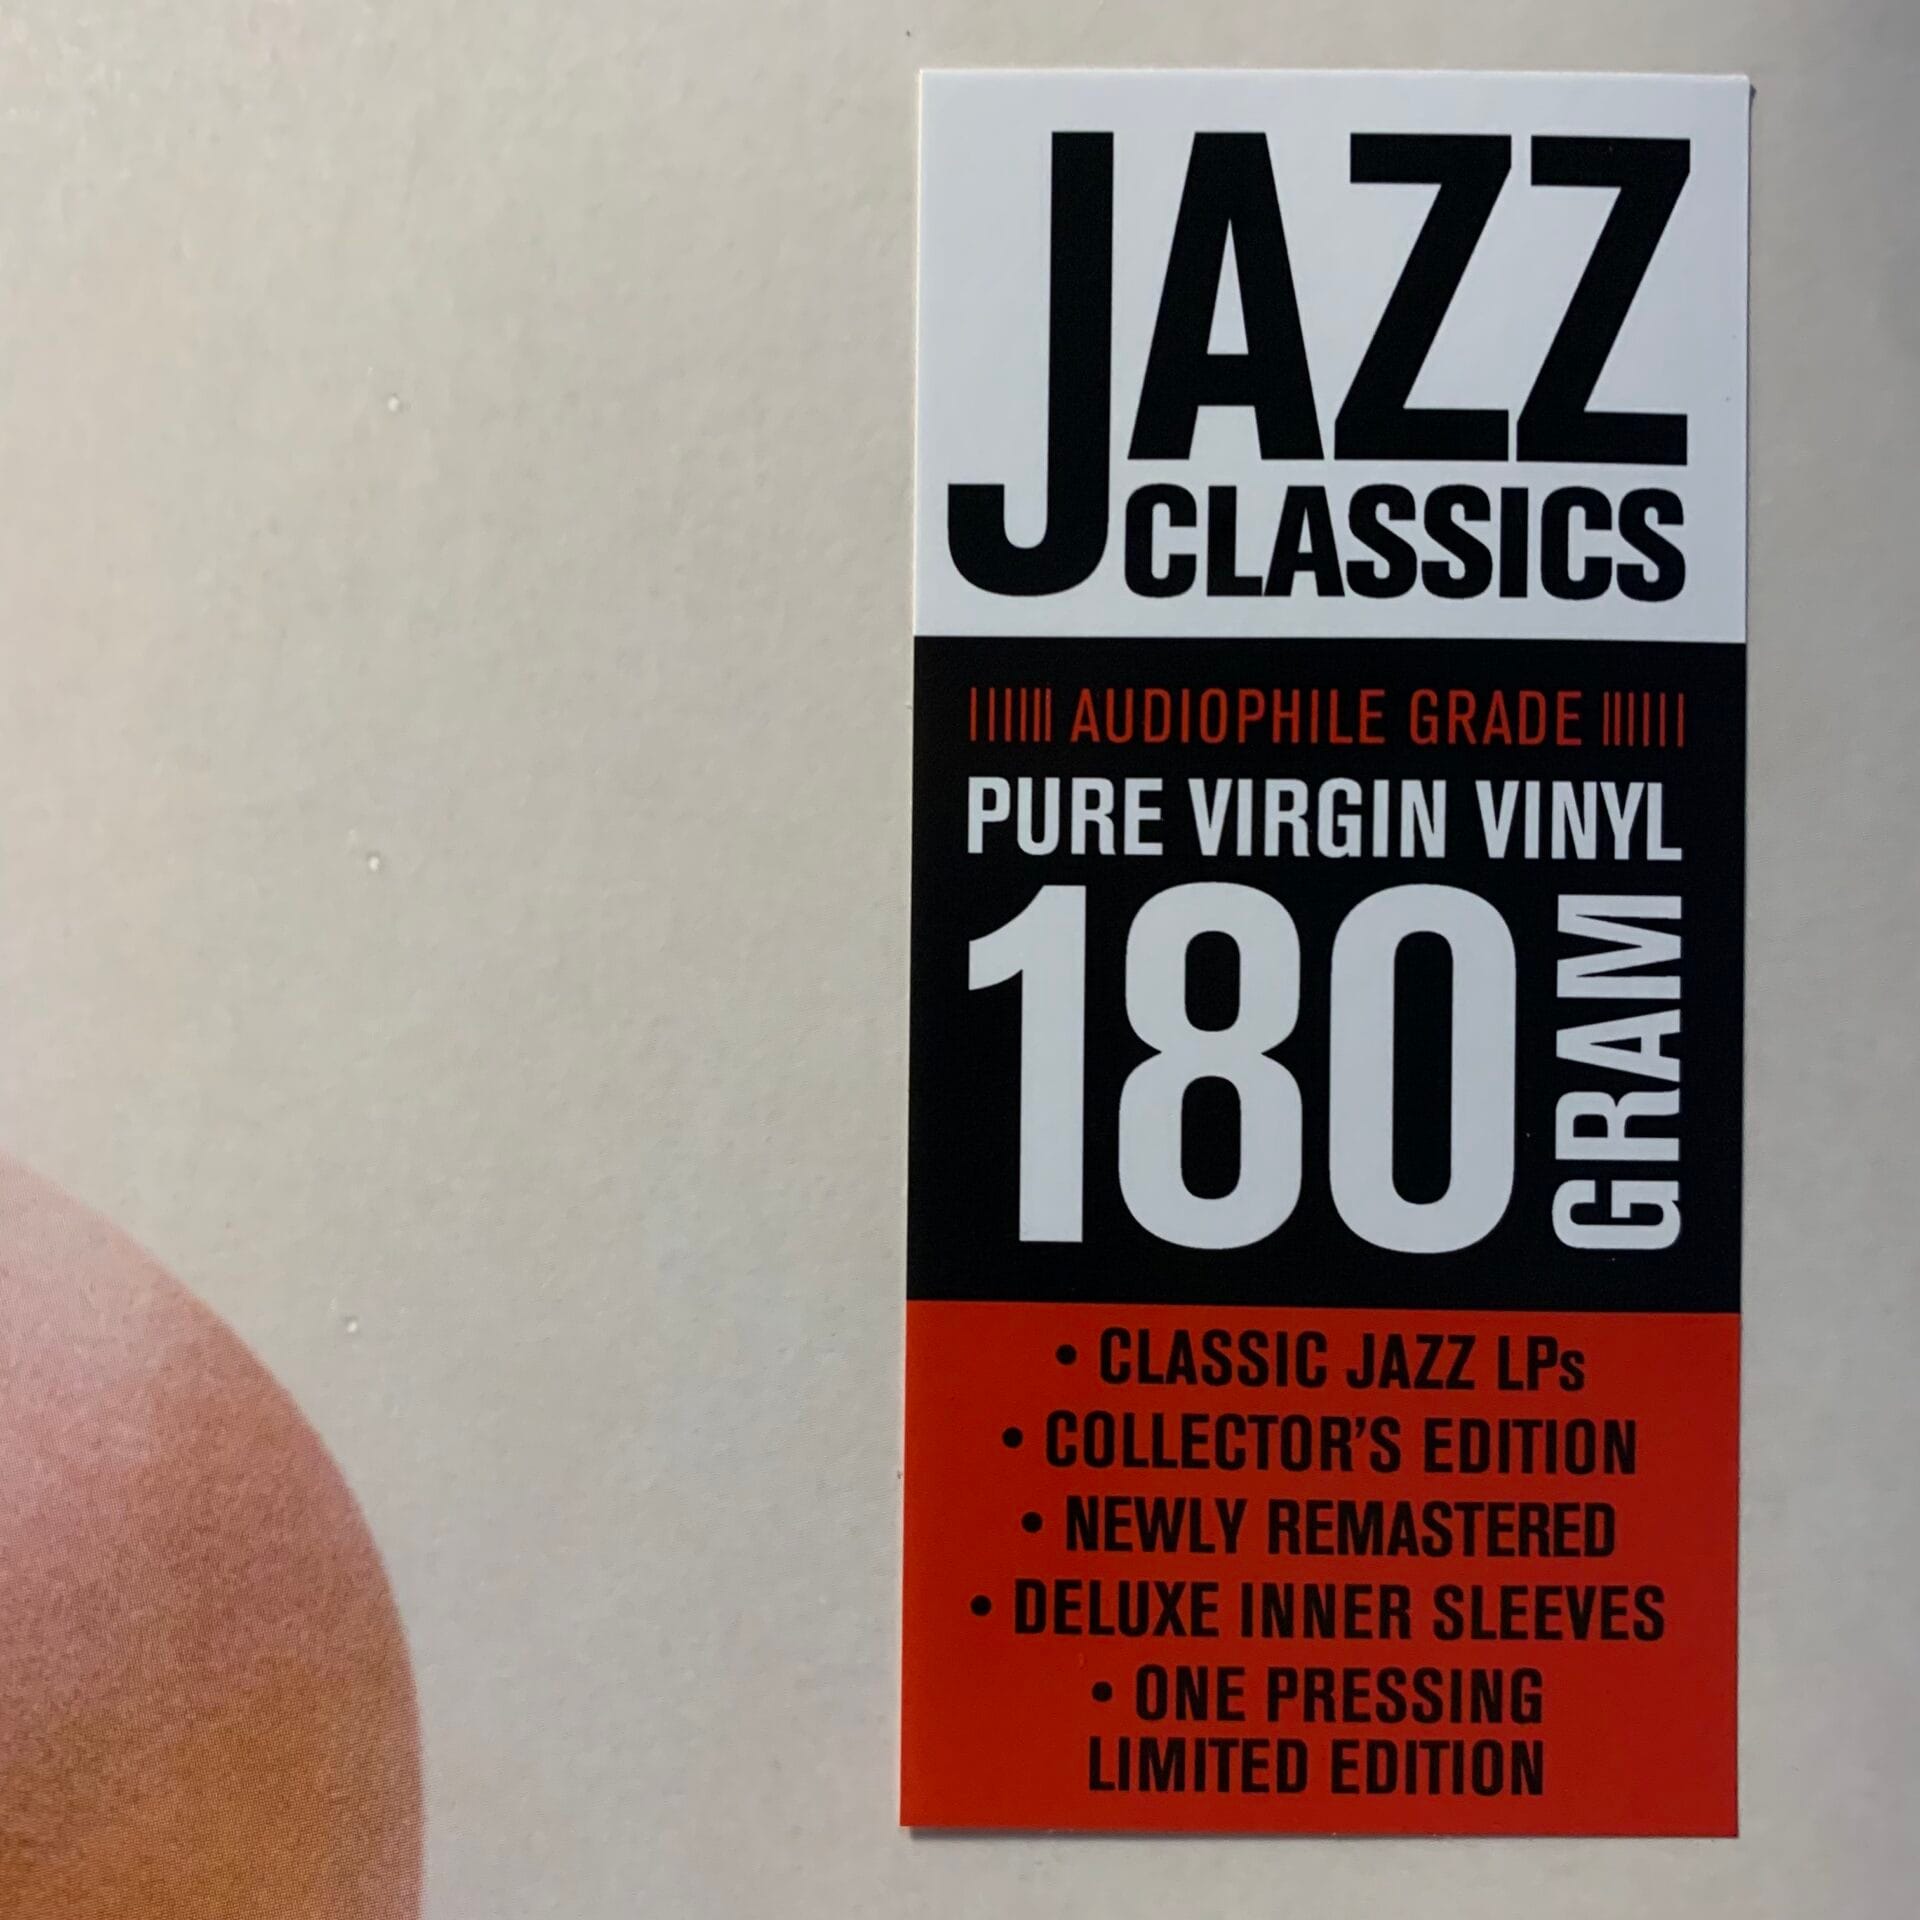 JAZZ
CLASSICS
AUDIOPHILE GRADE
PURE VIRGIN VINYL
180 GRAM
• CLASSIC JAZZ LPs
• COLLECTOR'S EDITION
• NEWLY REMASTERED
• DELUXE INNER SLEEVES
• ONE PRESSING
LIMITED EDITION